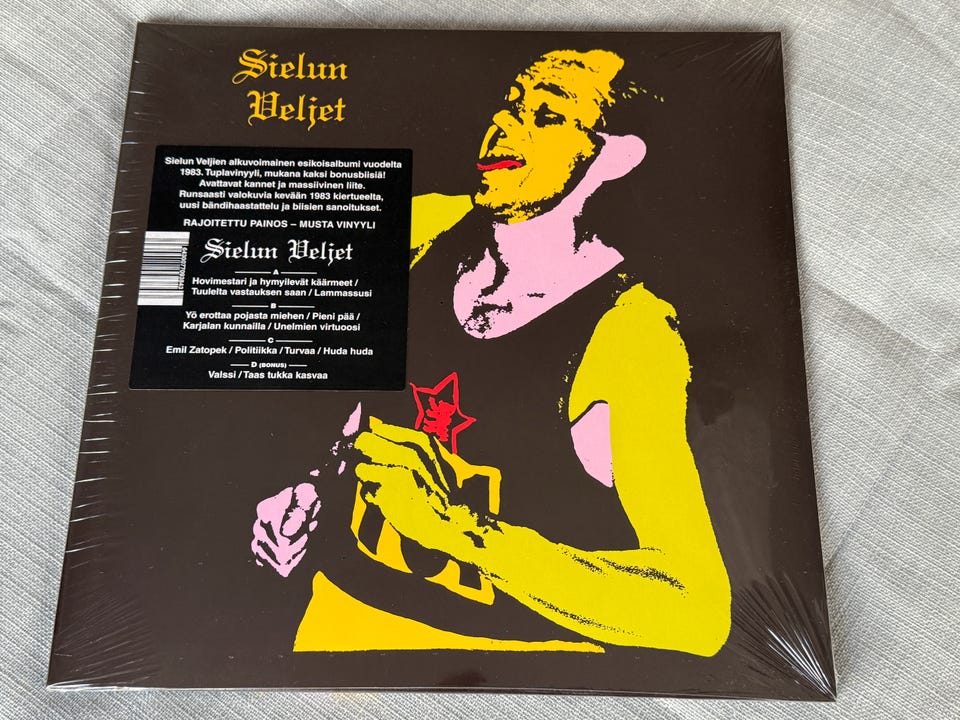 Sielun
Veljet
Sielun Veljien alkuvoimainen esikoisalbumi vuodelta
1983. Tuplavinyyli, mukana kaksi bonusbiisiä!
Avattavat kannet ja massiivinen liite.
Runsaasti valokuvia kevään 1983 kiertueelta,
uusi bändihaastattelu ja biisien sanoitukset.
RAJOITETTU PAINOS – MUSTA VINYYLI
Sielun Veljet
A
Hovimestari ja hymyilevät käärmeet /
Tuulelta vastauksen saan / Lammassusi
B
Yö erottaa pojasta miehen / Pieni pää /
Karjalan kunnailla / Unelmien virtuoosi
C
Emil Zatopek / Politiikka / Turvaa / Huda huda
D (BONUS)
Valssi / Taas tukka kasvaa